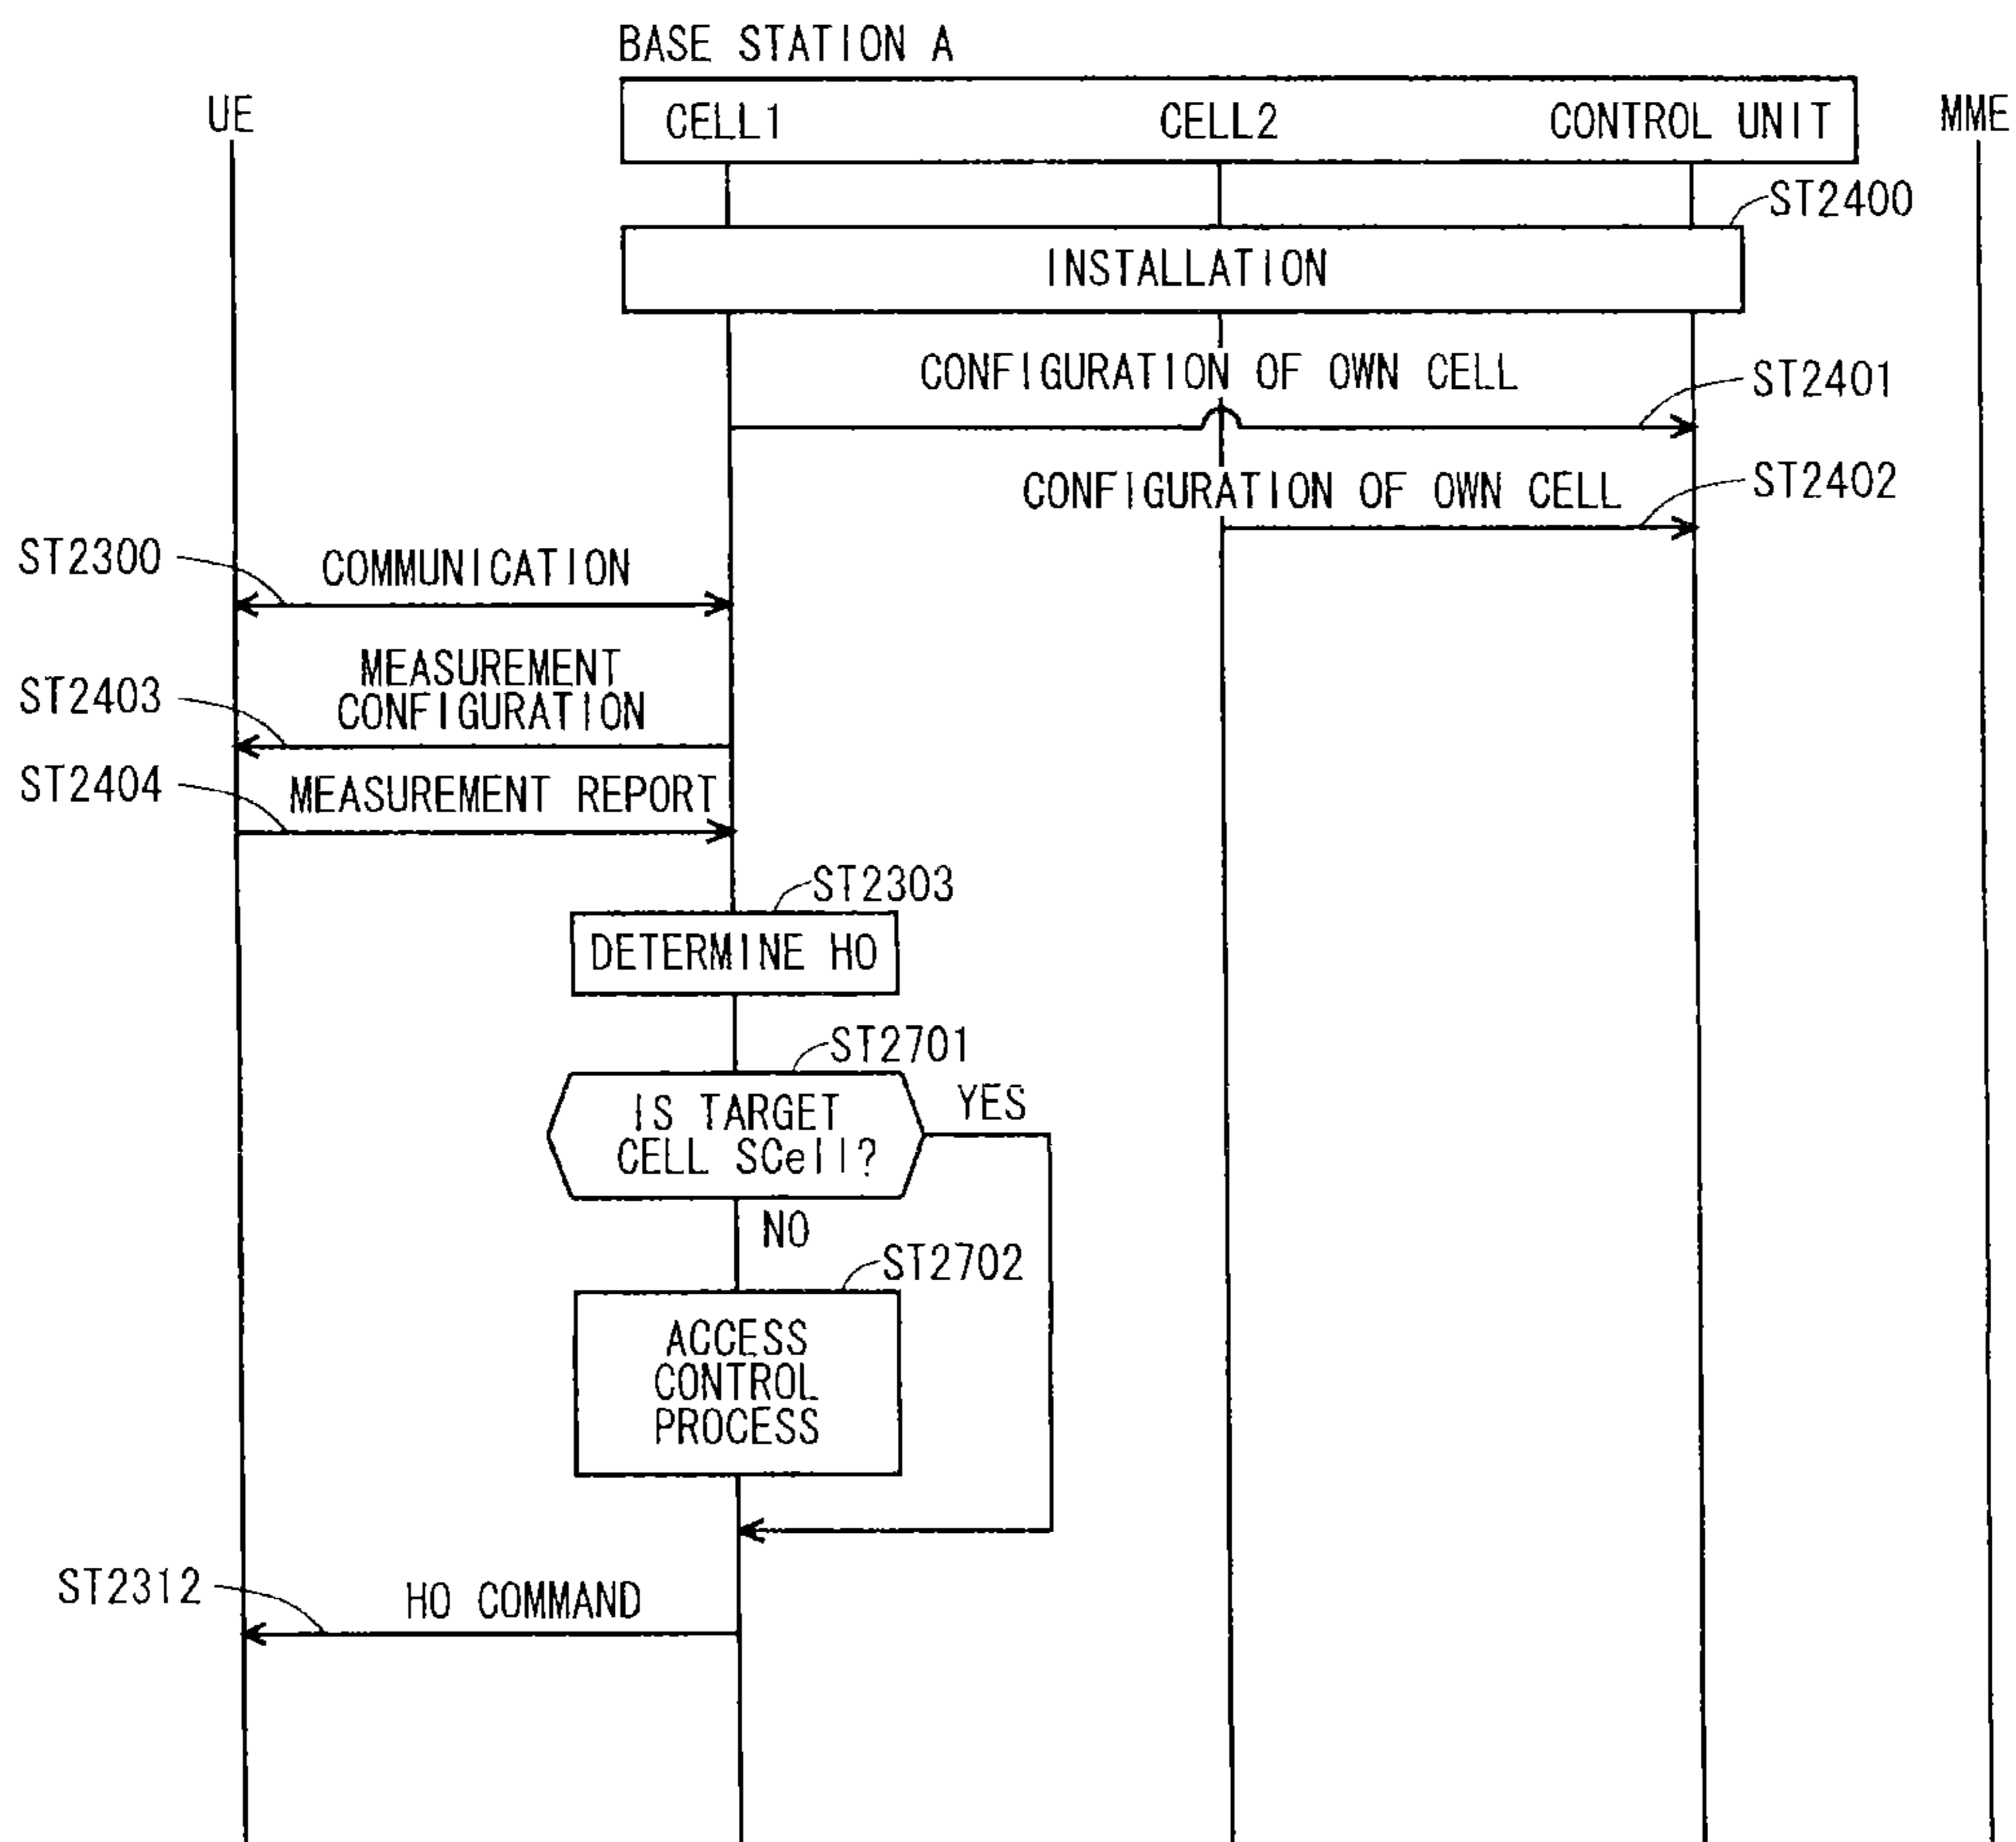 BASE STATION A
UE
CELL1
CELL2
CONTROL UNIT
MME
ST2400
INSTALLATION
CONFIGURATION OF OWN CELL
ST2401
CONFIGURATION OF OWN CELL
ST2402
ST2300
COMMUNICATION
MEASUREMENT
CONFIGURATION
ST2403
ST2404
MEASUREMENT REPORT
ST2303
DETERMINE HO
ST2701
IS TARGET
CELL SCell?
YES
NO
ST2702
ACCESS
CONTROL
PROCESS
ST2312
HO COMMAND